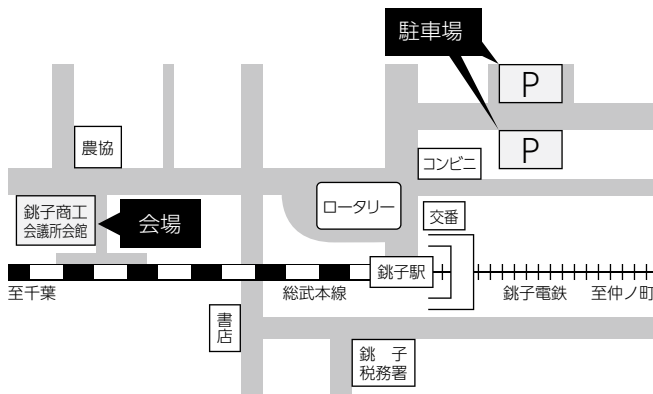 駐車場
P
P
農協
コンビニ
銚子商工
会議所会館
会場
ロータリー
交番
銚子駅
至千葉
総武本線
銚子電鉄
至仲ノ町
書店
銚 子
税務署